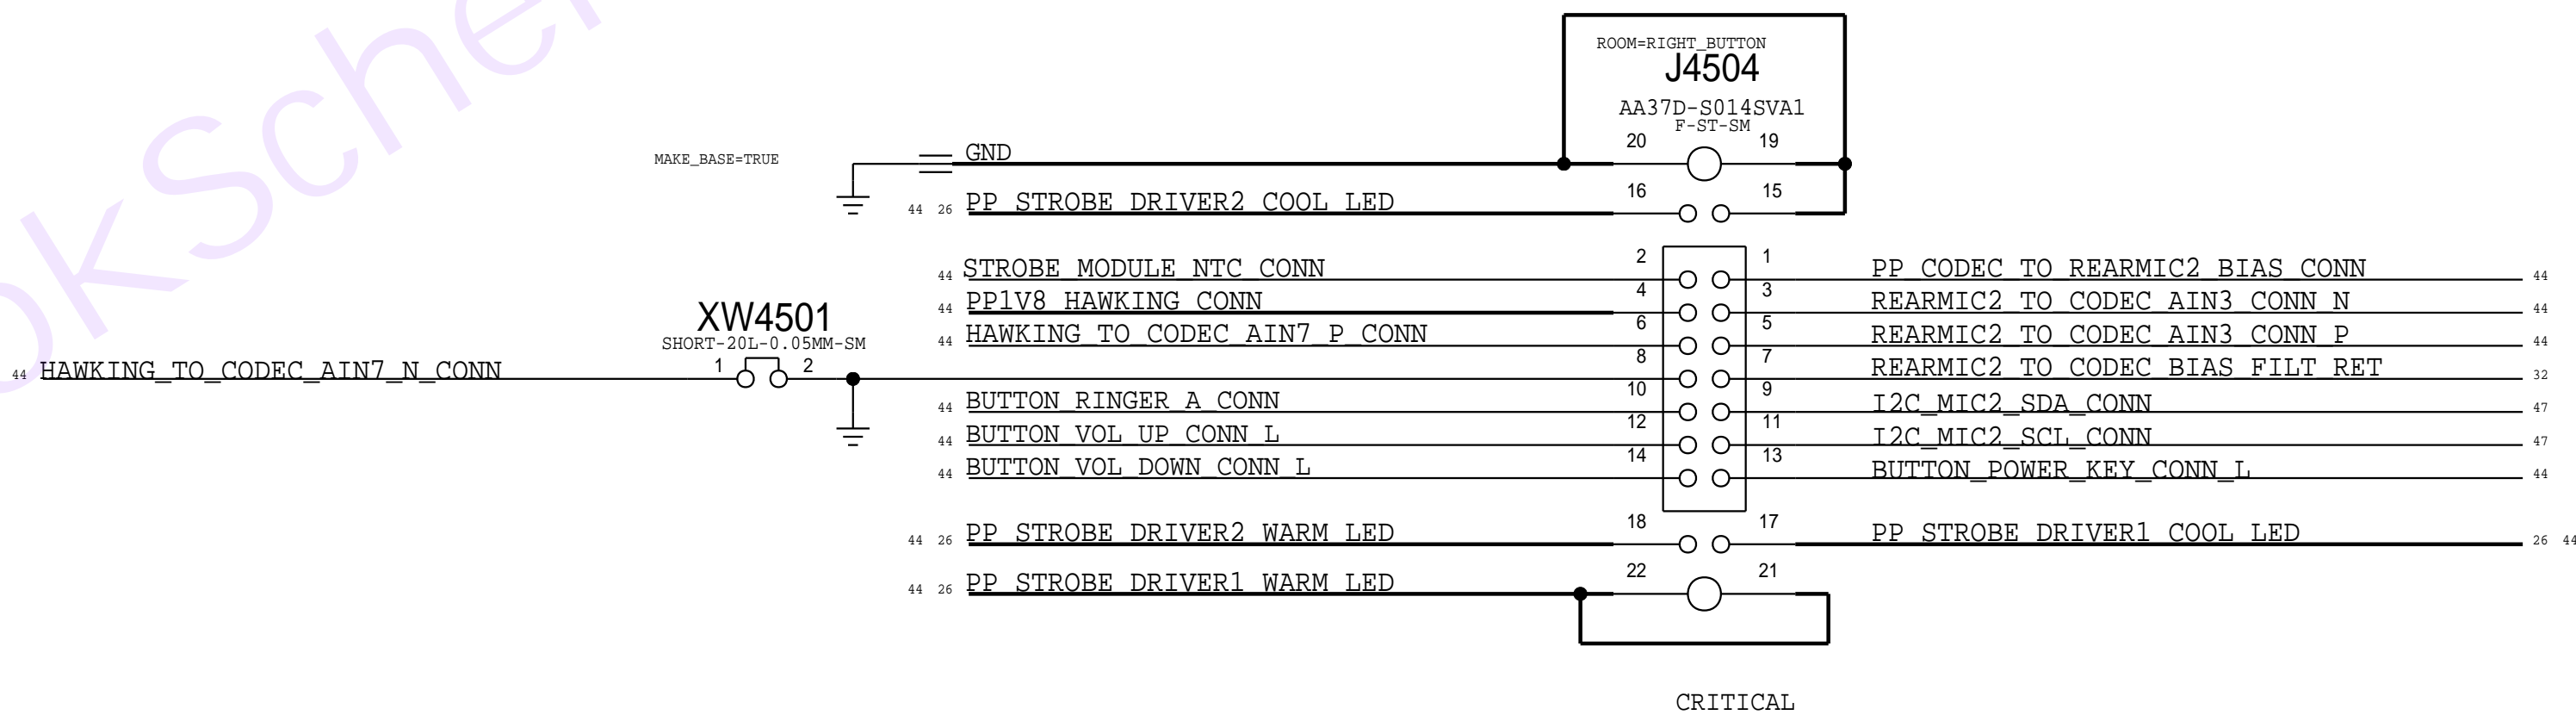 okSche
ROOM=RIGHT_BUTTON
J4504
AA37D-S014SVA1
F-ST-SM
MAKE_BASE=TRUE
GND 20 19
44 26 PP_STROBE_DRIVER2_COOL_LED 16 15
44 STROBE_MODULE_NTC_CONN 2 1 PP_CODEC_TO_REARMIC2_BIAS_CONN 44
44 PP1V8_HAWKING_CONN 4 3 REARMIC2_TO_CODEC_AIN3_CONN_N 44
44 HAWKING_TO_CODEC_AIN7_P_CONN 6 5 REARMIC2_TO_CODEC_AIN3_CONN_P 44
XW4501
SHORT-20L-0.05MM-SM
44 HAWKING_TO_CODEC_AIN7_N_CONN 1 2 8 7 REARMIC2_TO_CODEC_BIAS_FILT_RET 32
44 BUTTON_RINGER_A_CONN 10 9 I2C_MIC2_SDA_CONN 47
44 BUTTON_VOL_UP_CONN_L 12 11 I2C_MIC2_SCL_CONN 47
44 BUTTON_VOL_DOWN_CONN_L 14 13 BUTTON_POWER_KEY_CONN_L 44
44 26 PP_STROBE_DRIVER2_WARM_LED 18 17 PP_STROBE_DRIVER1_COOL_LED 26 44
44 26 PP_STROBE_DRIVER1_WARM_LED 22 21
CRITICAL